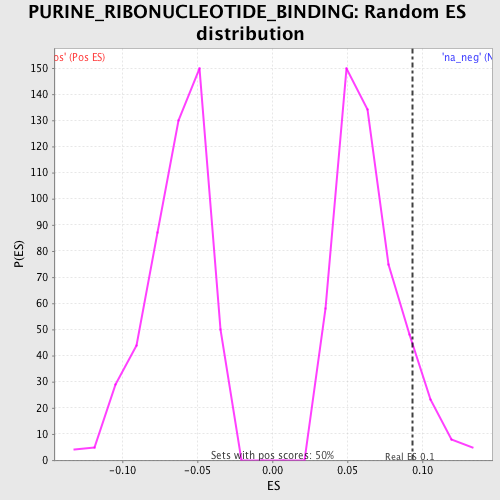 PURINE_RIBONUCLEOTIDE_BINDING: Random ES
distribution
os' (Pos ES)
'na_neg' (N
150
140
130
120
110
100
90
80
70
60
50
40
30
20
10
0
P(ES)
Sets with pos scores: 50%
Real ES 0.1
-0.10
-0.05
0.00
0.05
0.10
ES